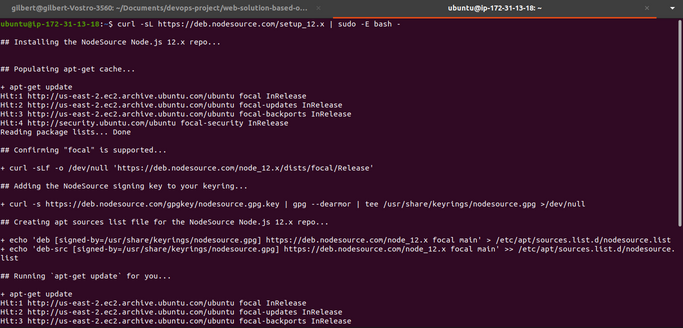 gilbert@gilbert-Vostro-3560: ~/Documents/devops-project/web-solution-based-o...
ubuntu@ip-172-31-13-18: ~
ubuntu@ip-172-31-13-18:~$ curl -sL https://deb.nodesource.com/setup_12.x | sudo -E bash -
## Installing the NodeSource Node.js 12.x repo...
## Populating apt-get cache...
+ apt-get update
Hit:1 http://us-east-2.ec2.archive.ubuntu.com/ubuntu focal InRelease
Hit:2 http://us-east-2.ec2.archive.ubuntu.com/ubuntu focal-updates InRelease
Hit:3 http://us-east-2.ec2.archive.ubuntu.com/ubuntu focal-backports InRelease
Hit:4 http://security.ubuntu.com/ubuntu focal-security InRelease
Reading package lists... Done
## Confirming "focal" is supported...
+ curl -sLf -o /dev/null 'https://deb.nodesource.com/node_12.x/dists/focal/Release'
## Adding the NodeSource signing key to your keyring...
+ curl -s https://deb.nodesource.com/gpgkey/nodesource.gpg.key | gpg --dearmor | tee /usr/share/keyrings/nodesource.gpg >/dev/null
## Creating apt sources list file for the NodeSource Node.js 12.x repo...
+ echo 'deb [signed-by=/usr/share/keyrings/nodesource.gpg] https://deb.nodesource.com/node_12.x focal main' > /etc/apt/sources.list.d/nodesource.list
+ echo 'deb-src [signed-by=/usr/share/keyrings/nodesource.gpg] https://deb.nodesource.com/node_12.x focal main' >> /etc/apt/sources.list.d/nodesource.
list
## Running `apt-get update` for you...
+ apt-get update
Hit:1 http://us-east-2.ec2.archive.ubuntu.com/ubuntu focal InRelease
Hit:2 http://us-east-2.ec2.archive.ubuntu.com/ubuntu focal-updates InRelease
Hit:3 http://us-east-2.ec2.archive.ubuntu.com/ubuntu focal-backports InRelease